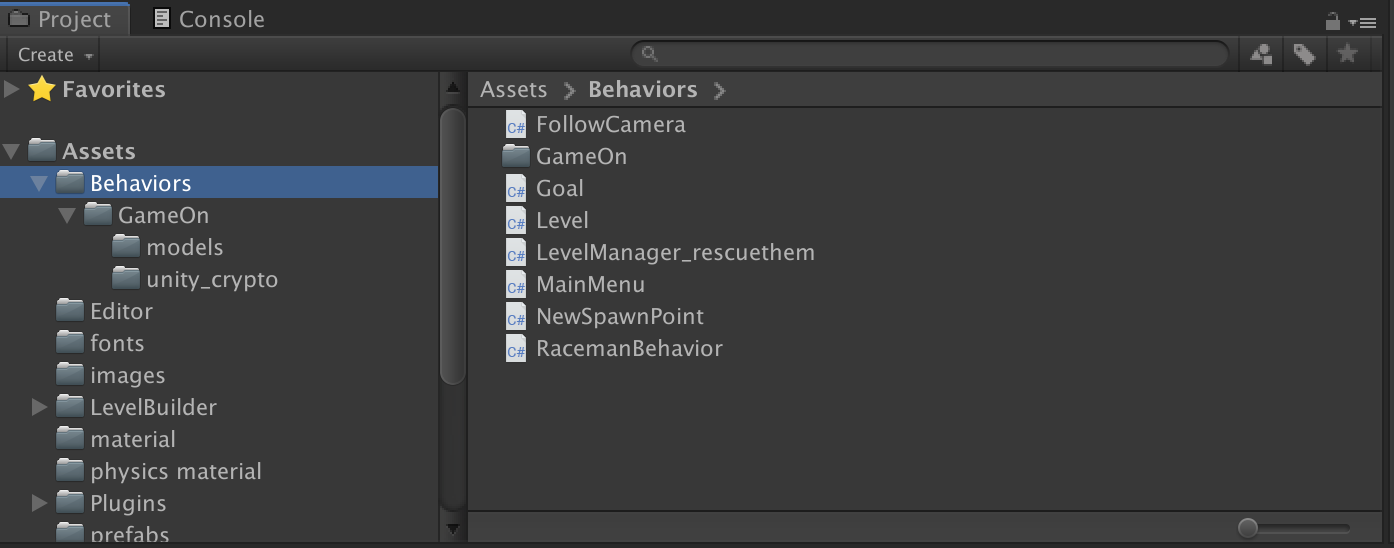 Project Console
Create
Favorites
Assets
Behaviors
GameOn
models
unity_crypto
Editor
fonts
images
LevelBuilder
material
physics material
Plugins
prefabs
Assets Behaviors
C# FollowCamera
GameOn
C# Goal
C# Level
C# LevelManager_rescuethem
C# MainMenu
C# NewSpawnPoint
C# RacemanBehavior